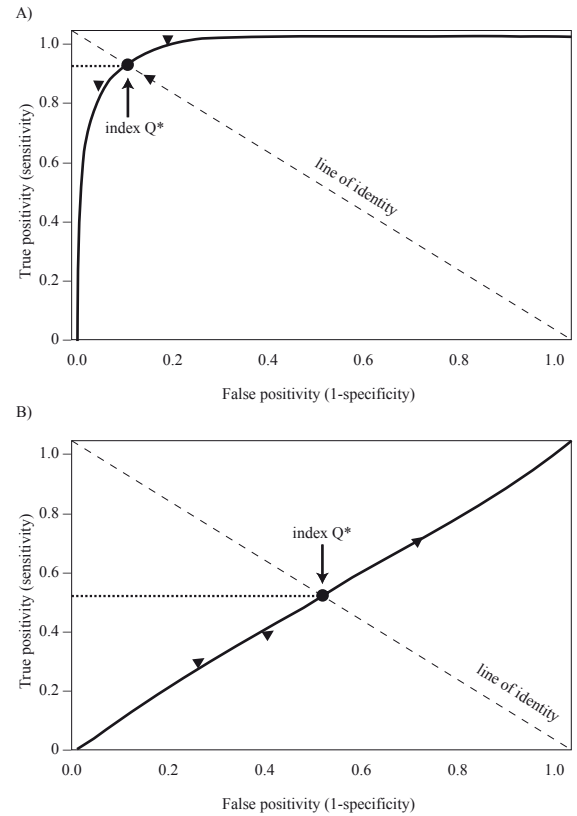 A)
True positivity (sensitivity)
1.0
0.8
0.6
0.4
0.2
0
index Q*
line of identity
0.0 0.2 0.4 0.6 0.8 1.0
False positivity (1-specificity)
B)
True positivity (sensitivity)
1.0
0.8
0.6
0.4
0.2
0
index Q*
line of identity
0.0 0.2 0.4 0.6 0.8 1.0
False positivity (1-specificity)